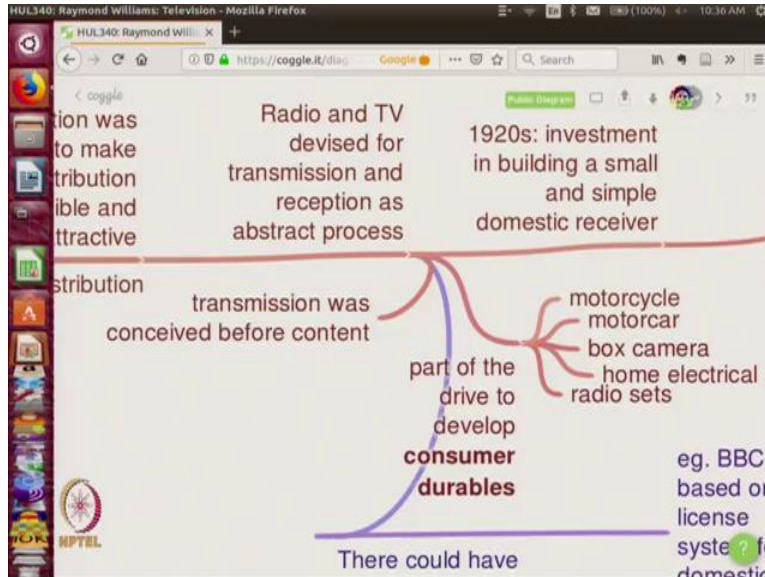 HUL340: Raymond Williams: Television - Mozilla Firefox
En
(100%)
10:36 AM
HUL340: Raymond Willi
https://coggle.it/diag
Google
Search
coggle
Public Diagram
tion was
to make
tribution
ible and
ttractive
stribution
Radio and TV
devised for
transmission and
reception as
abstract process
1920s: investment
in building a small
and simple
domestic receiver
transmission was
conceived before content
part of the
drive to
develop
consumer
durables
motorcycle
motorcar
box camera
home electrical
radio sets
eg. BBC
based on
license
syste
?
domestic
There could have
NPTEL